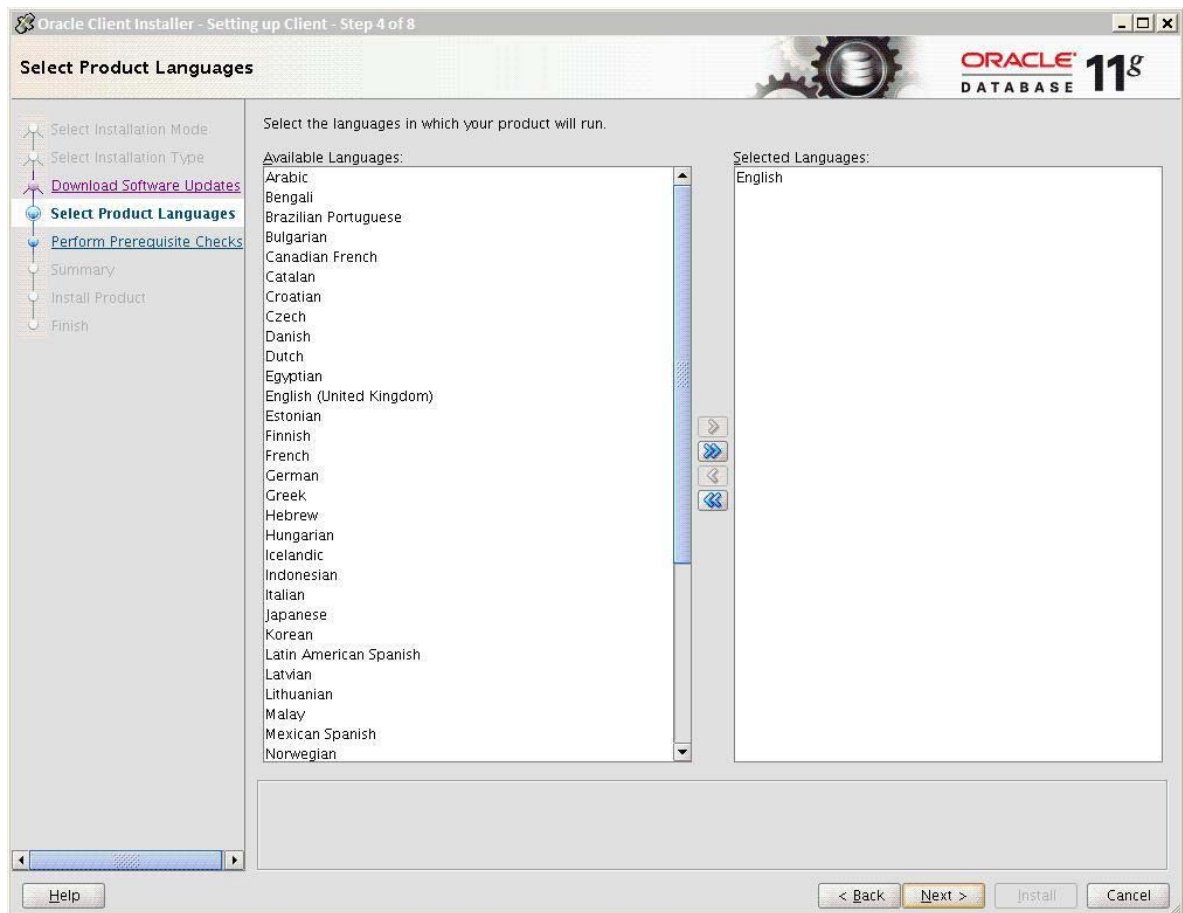 Oracle Client Installer - Setting up Client - Step 4 of 8
Select Product Languages
ORACLE
DATABASE
11g
Select Installation Mode
Select Installation Type
Download Software Updates
Select Product Languages
Perform Prerequisite Checks
Summary
Install Product
Finish
Select the languages in which your product will run.
Available Languages:
Arabic
Bengali
Brazilian Portuguese
Bulgarian
Canadian French
Catalan
Croatian
Czech
Danish
Dutch
Egyptian
English (United Kingdom)
Estonian
Finnish
French
German
Greek
Hebrew
Hungarian
Icelandic
Indonesian
Italian
Japanese
Korean
Latin American Spanish
Latvian
Lithuanian
Malay
Mexican Spanish
Norwegian
Selected Languages:
English
Help
< Back
Next >
Install
Cancel